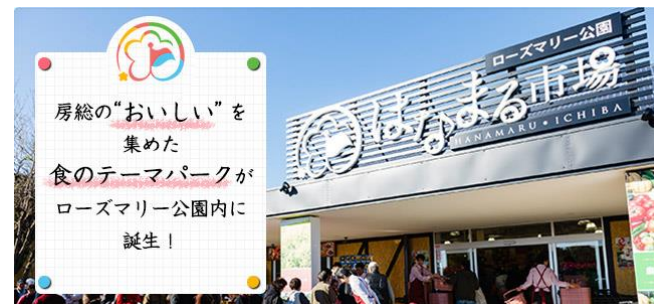 房総の“おいしい”を
集めた
食のテーマパークが
ローズマリー公園内に
誕生！
ローズマリー公園
はなまる市場
HANAMARU・ICHIBA